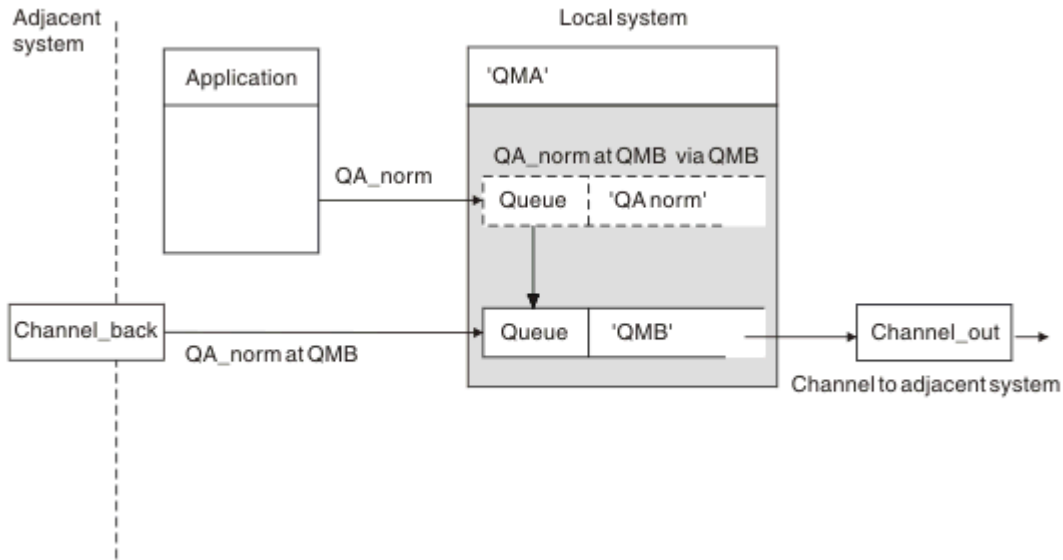 Adjacent
system
Local system
Application
'QMA'
QA_norm at QMB via QMB
QA_norm
Queue
'QA norm'
Channel_back
QA_norm at QMB
Queue
'QMB'
Channel_out
Channel to adjacent system